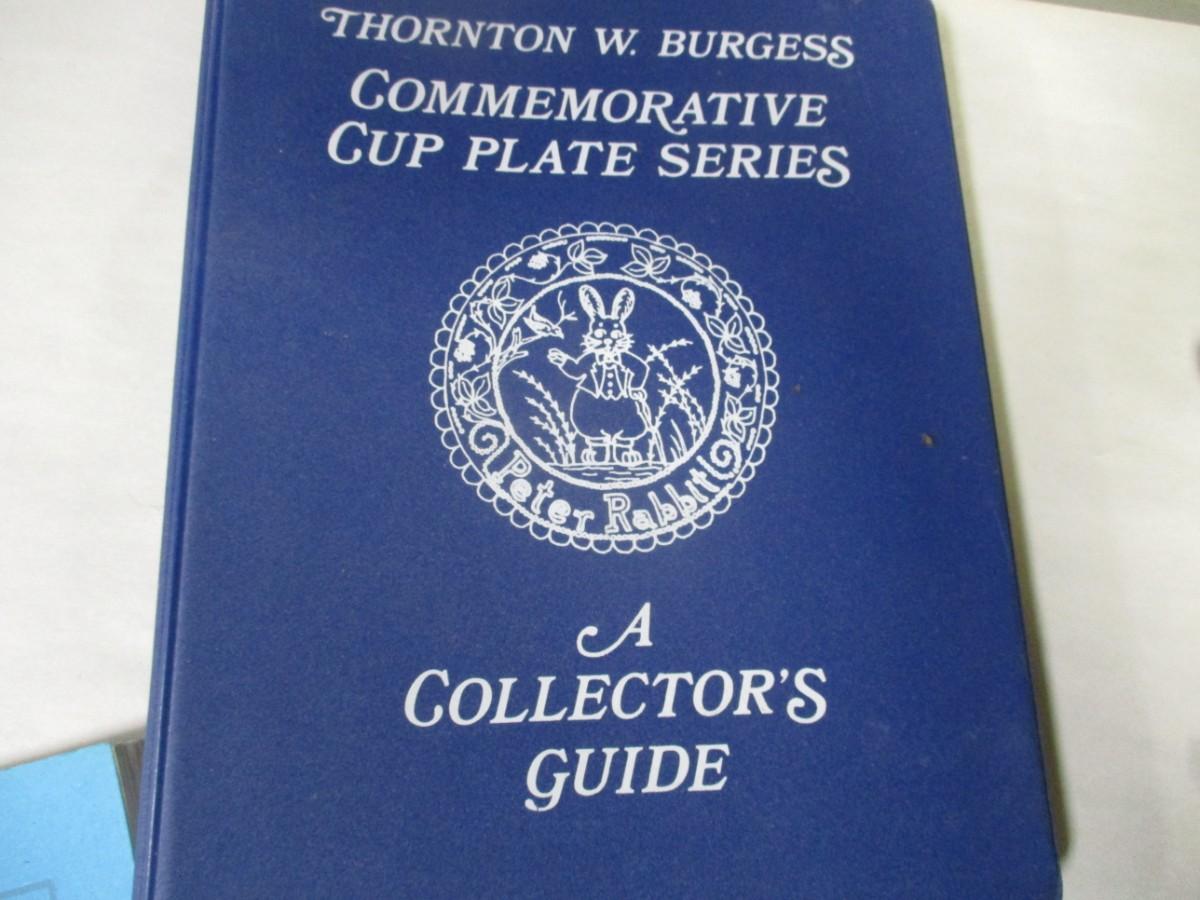 THORNTON W. BURGESS
COMMEMORATIVE
CUP PLATE SERIES
Peter Rabbit
A
COLLECTOR'S
GUIDE